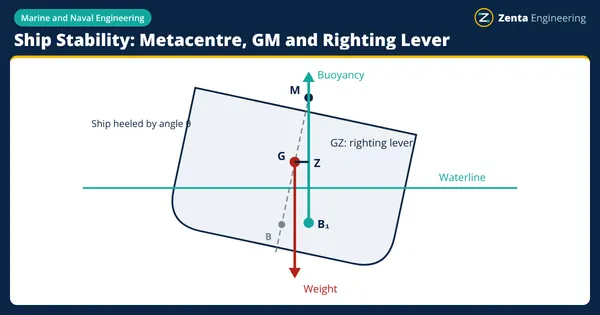 Marine and Naval Engineering
Z Zenta Engineering
Ship Stability: Metacentre, GM and Righting Lever
Buoyancy
M
Ship heeled by angle θ
GZ: righting lever
G
Z
Waterline
B₁
B
Weight